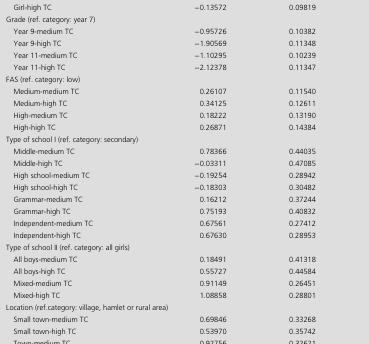 Girl-high TC −0.13572 0.09819
Grade (ref. category: year 7)
Year 9-medium TC −0.95726 0.10382
Year 9-high TC −1.90569 0.11348
Year 11-medium TC −1.10295 0.10239
Year 11-high TC −2.12378 0.11347
FAS (ref. category: low)
Medium-medium TC 0.26107 0.11540
Medium-high TC 0.34125 0.12611
High-medium TC 0.18222 0.13190
High-high TC 0.26871 0.14384
Type of school I (ref. category: secondary)
Middle-medium TC 0.78366 0.44035
Middle-high TC −0.03311 0.47085
High school-medium TC −0.19254 0.28942
High school-high TC −0.18303 0.30482
Grammar-medium TC 0.16212 0.37244
Grammar-high TC 0.75193 0.40832
Independent-medium TC 0.67561 0.27412
Independent-high TC 0.67630 0.28953
Type of school II (ref. category: all girls)
All boys-medium TC 0.18491 0.41318
All boys-high TC 0.55727 0.44584
Mixed-medium TC 0.91149 0.26451
Mixed-high TC 1.08858 0.28801
Location (ref.category: village, hamlet or rural area)
Small town-medium TC 0.69846 0.33268
Small town-high TC 0.53970 0.35742
Town-medium TC